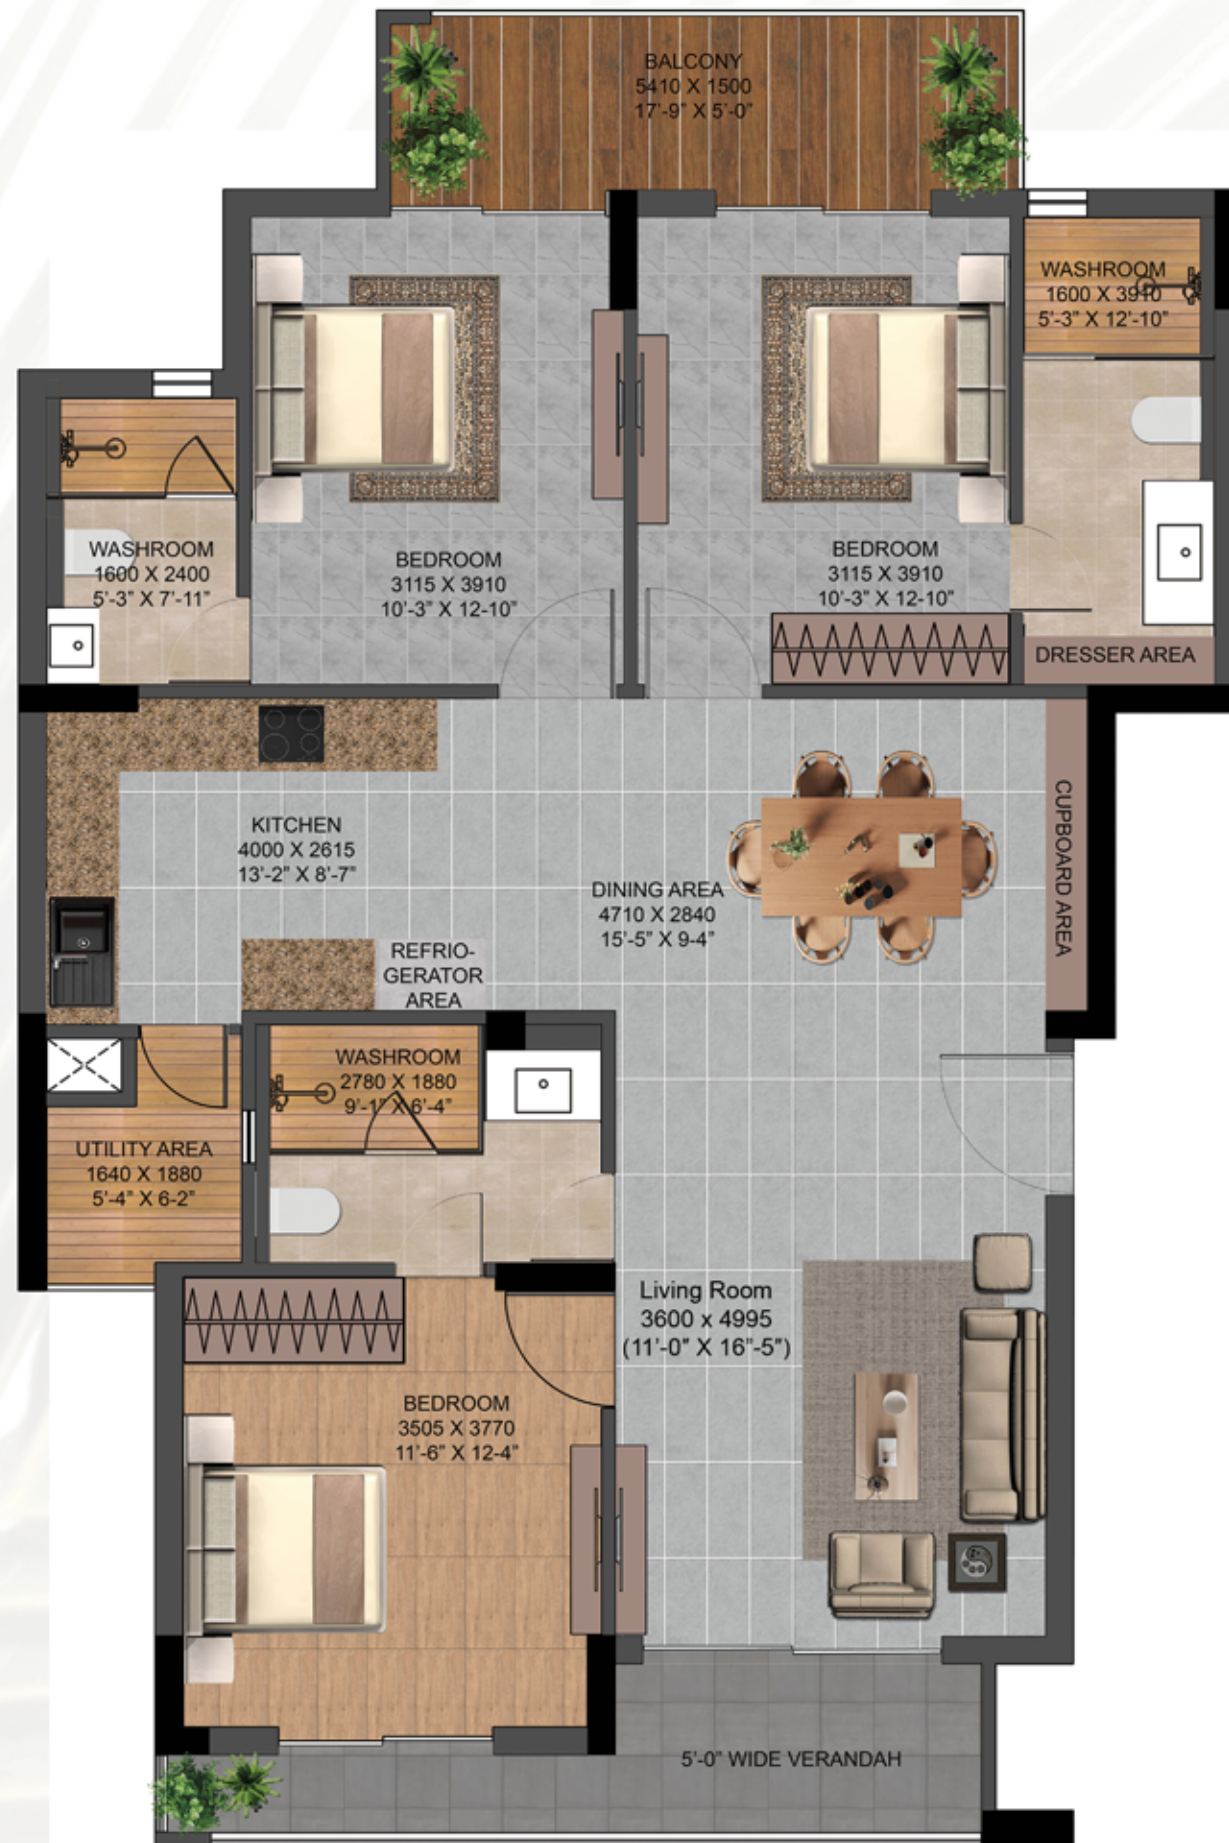 BALCONY
5410 X 1500
17'-9" X 5'-0"
WASHROOM
1600 X 3910
5'-3" X 12'-10"
WASHROOM
1600 X 2400
5'-3" X 7'-11"
BEDROOM
3115 X 3910
10'-3" X 12-10"
BEDROOM
3115 X 3910
10'-3" X 12-10"
DRESSER AREA
KITCHEN
4000 X 2615
13'-2" X 8'-7"
DINING AREA
4710 X 2840
15'-5" X 9-4"
CUPBOARD AREA
REFRIO-
GERATOR
AREA
WASHROOM
2780 X 1880
9'-1" X 6'-4"
UTILITY AREA
1640 X 1880
5'-4" X 6-2"
Living Room
3600 x 4995
(11'-0" X 16"-5")
BEDROOM
3505 X 3770
11'-6" X 12-4"
5'-0" WIDE VERANDAH